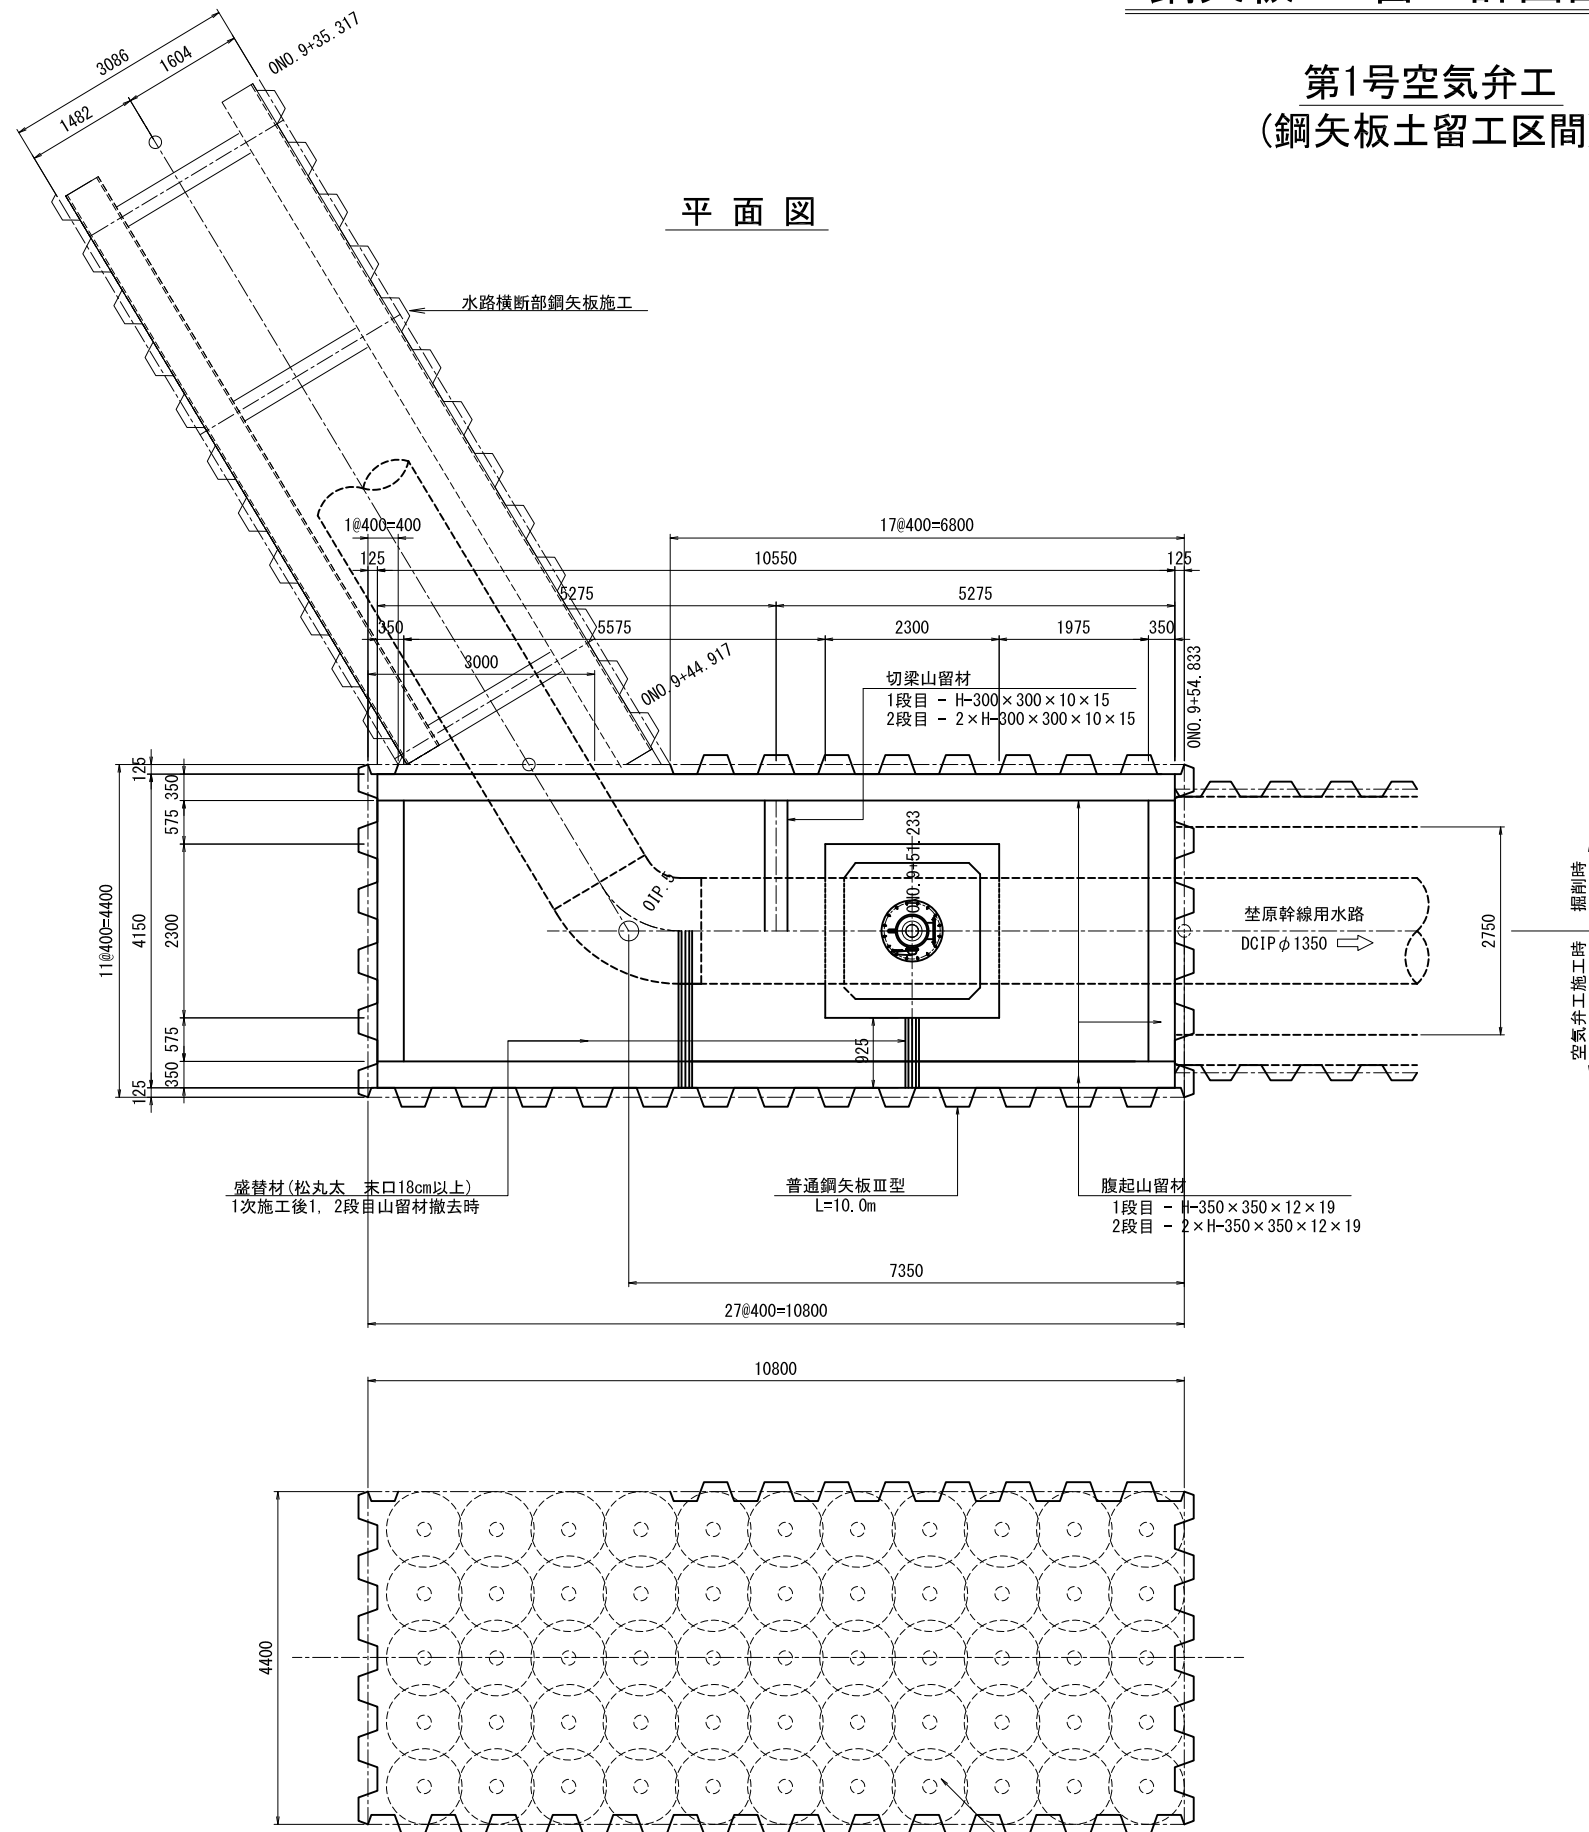 第1号空気弁工
(鋼矢板土留工区間
平 面 図
3086
1604
1482
0NO.9+35.317
水路横断部鋼矢板施工
1@400=400
17@400=6800
125
10550
125
5275
5275
350
5575
2300
1975
350
3000
0NO.9+44.917
0NO.9+54.833
切梁山留材
1段目 - H-300×300×10×15
2段目 - 2×H-300×300×10×15
125
350
575
11@400=4400
4150
2300
575
350
125
0IP.5
0NO.9+51.233
925
埜原幹線用水路
DCIPφ1350
2750
掘削時
空気弁工施工時
盛替材(松丸太 末口18cm以上)
1次施工後1, 2段目山留材撤去時
普通鋼矢板Ⅲ型
L=10.0m
腹起山留材
1段目 - H-350×350×12×19
2段目 - 2×H-350×350×12×19
7350
27@400=10800
10800
4400